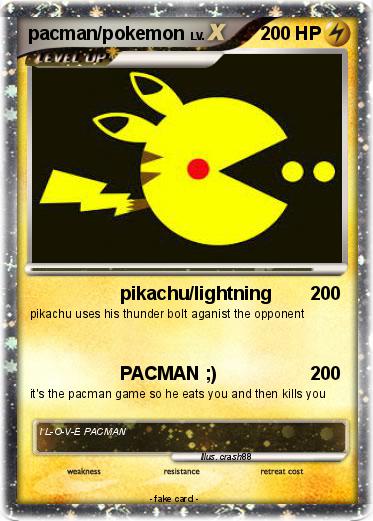 pacman/pokemon LV. X 200 HP
LEVEL UP
pikachu/lightning 200
pikachu uses his thunder bolt aganist the opponent
PACMAN ;) 200
it's the pacman game so he eats you and then kills you
I L-O-V-E PACMAN
Illus. crash88
weakness resistance retreat cost
- fake card -